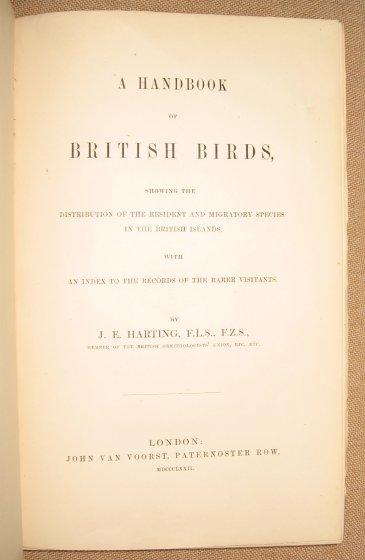 A HANDBOOK
OF
BRITISH BIRDS,
SHOWING THE
DISTRIBUTION OF THE RESIDENT AND MIGRATORY SPECIES
IN THE BRITISH ISLANDS,
WITH
AN INDEX TO THE RECORDS OF THE RARER VISITANTS.
BY
J. E. HARTING, F.L.S., F.Z.S.,
MEMBER OF THE BRITISH ORNITHOLOGISTS' UNION, ETC. ETC.
LONDON:
JOHN VAN VOORST, PATERNOSTER ROW.
MDCCCLXXII.